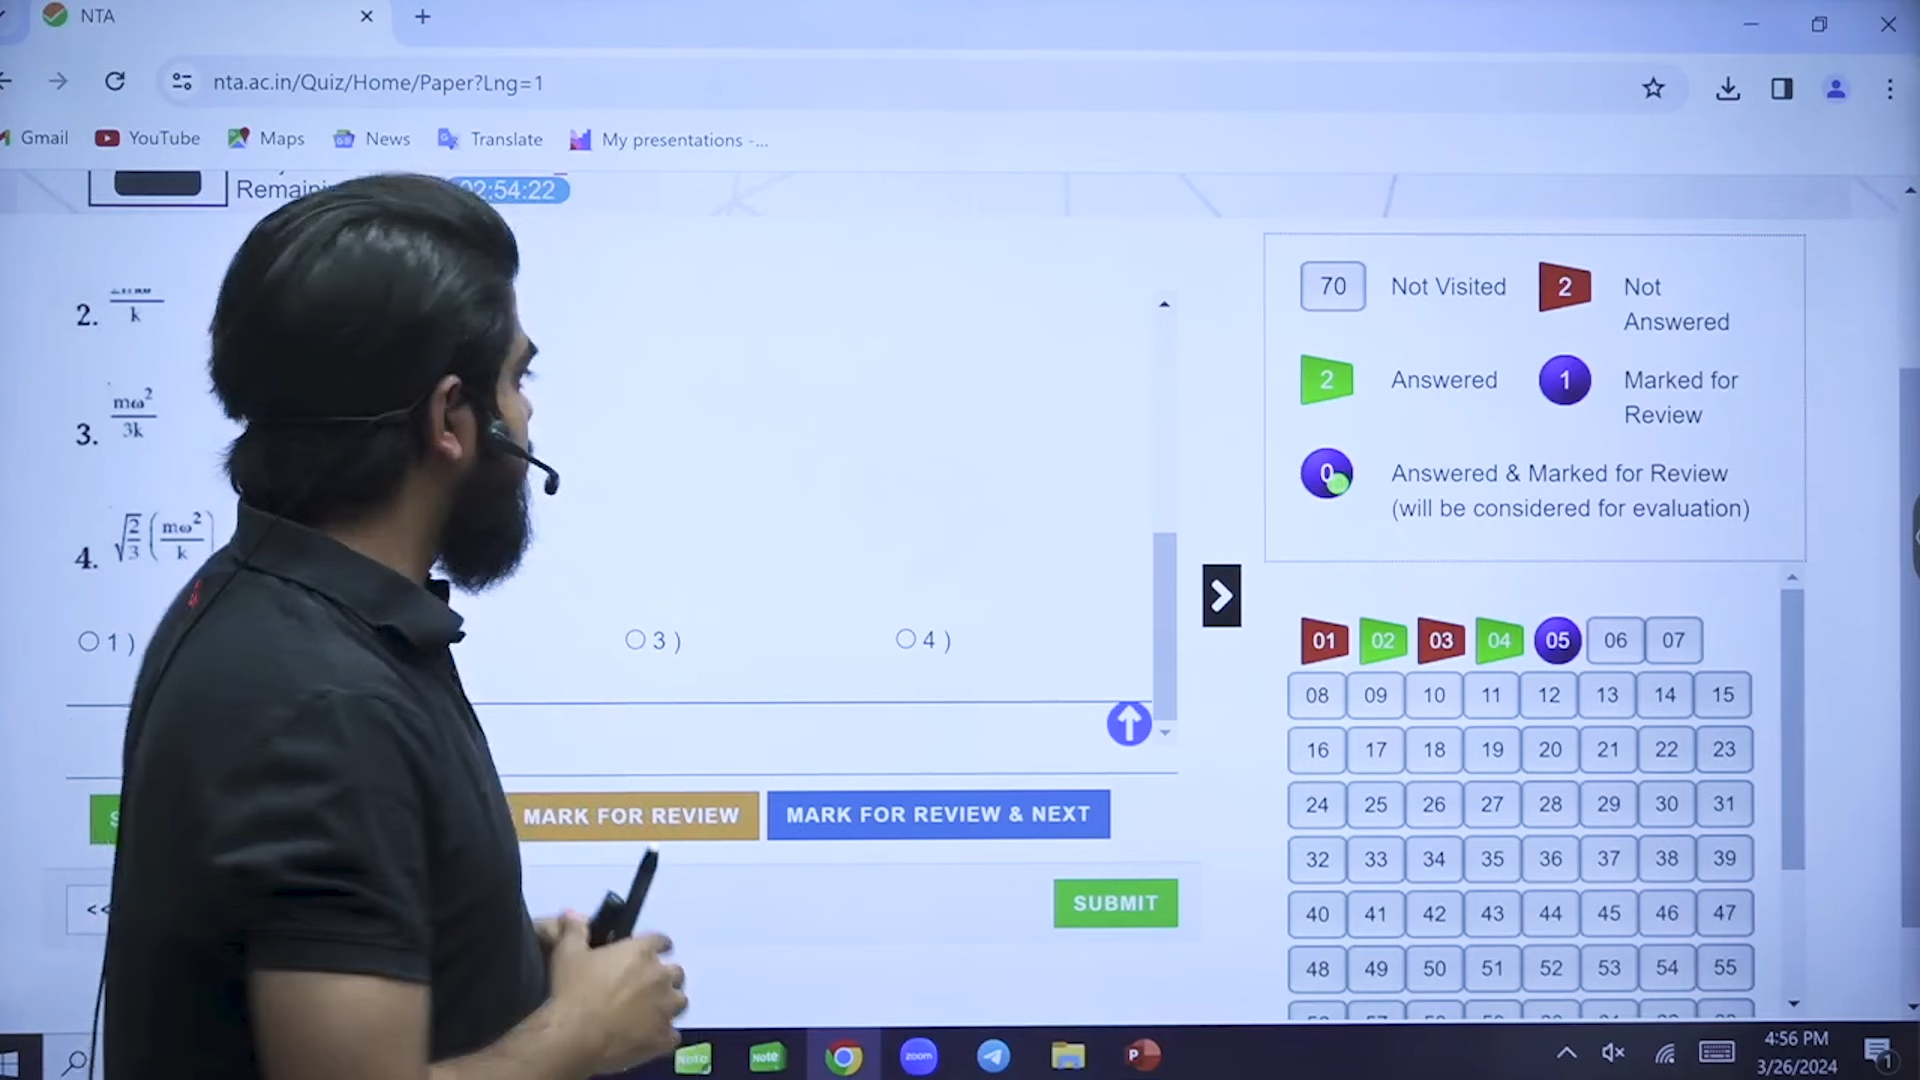 NTA
nta.ac.in/Quiz/Home/Paper?Lng=1
Gmail YouTube Maps News Translate My presentations -...
02:54:22
2. k
3. mω²
3k
4. √2/3 (mω²/k)
1) 3) 4)
MARK FOR REVIEW MARK FOR REVIEW & NEXT
<<
SUBMIT
70 Not Visited 2 Not
Answered
2 Answered 1 Marked for
Review
0 Answered & Marked for Review
(will be considered for evaluation)
01 02 03 04 05 06 07
08 09 10 11 12 13 14 15
16 17 18 19 20 21 22 23
24 25 26 27 28 29 30 31
32 33 34 35 36 37 38 39
40 41 42 43 44 45 46 47
48 49 50 51 52 53 54 55
Note Note zoom P
4:56 PM
3/26/2024
1